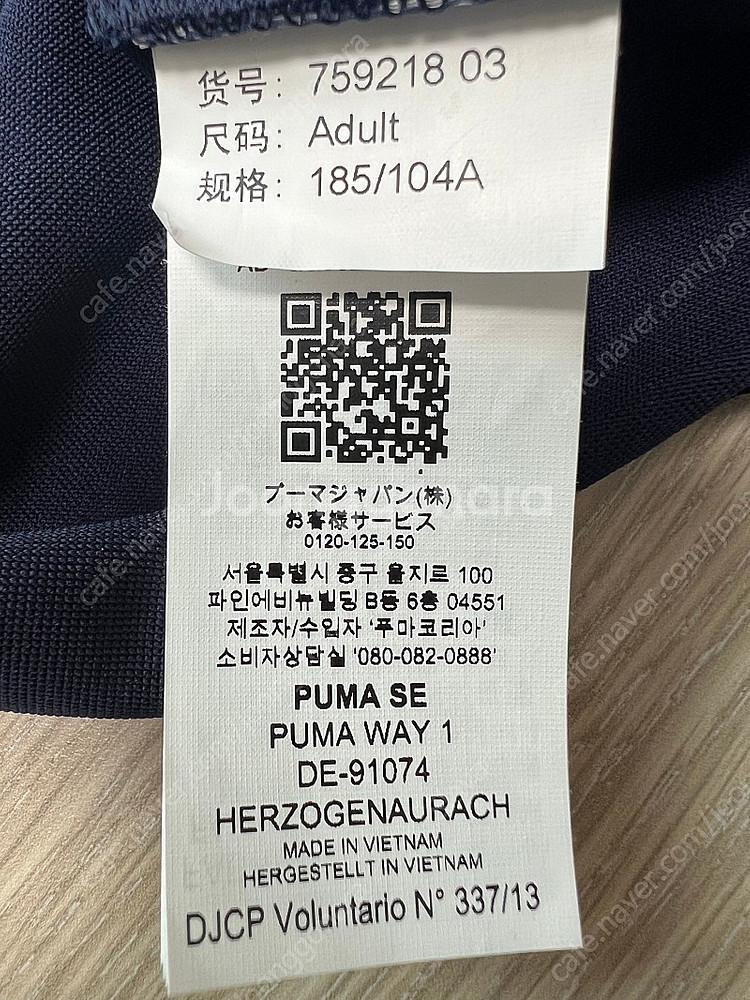 货号: 759218 03
尺码: Adult
规格: 185/104A
プーマジャパン(株)
お客様サービス
0120-125-150
서울특별시 중구 을지로 100
파인에비뉴빌딩 B동 6층 04551
제조자/수입자 '푸마코리아'
소비자상담실 '080-082-0888'
PUMA SE
PUMA WAY 1
DE-91074
HERZOGENAURACH
MADE IN VIETNAM
HERGESTELLT IN VIETNAM
DJCP Voluntario N° 337/13